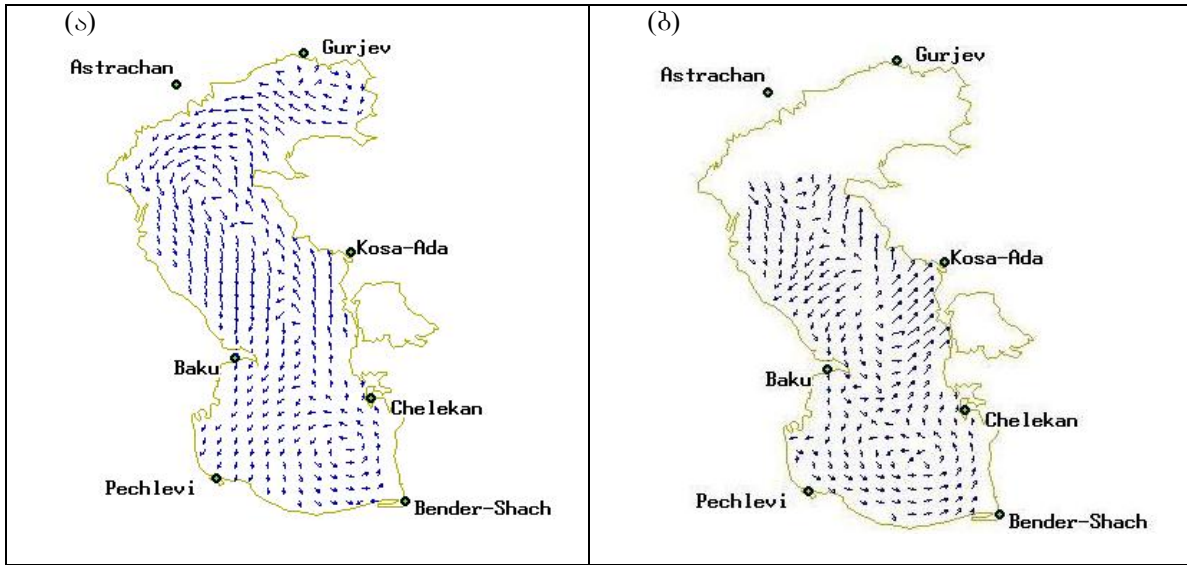 (ა)
Gurjev
Astrachan
Kosa-Ada
Baku
Chelekan
Pechlevi
Bender-Shach
(ბ)
Gurjev
Astrachan
Kosa-Ada
Baku
Chelekan
Pechlevi
Bender-Shach